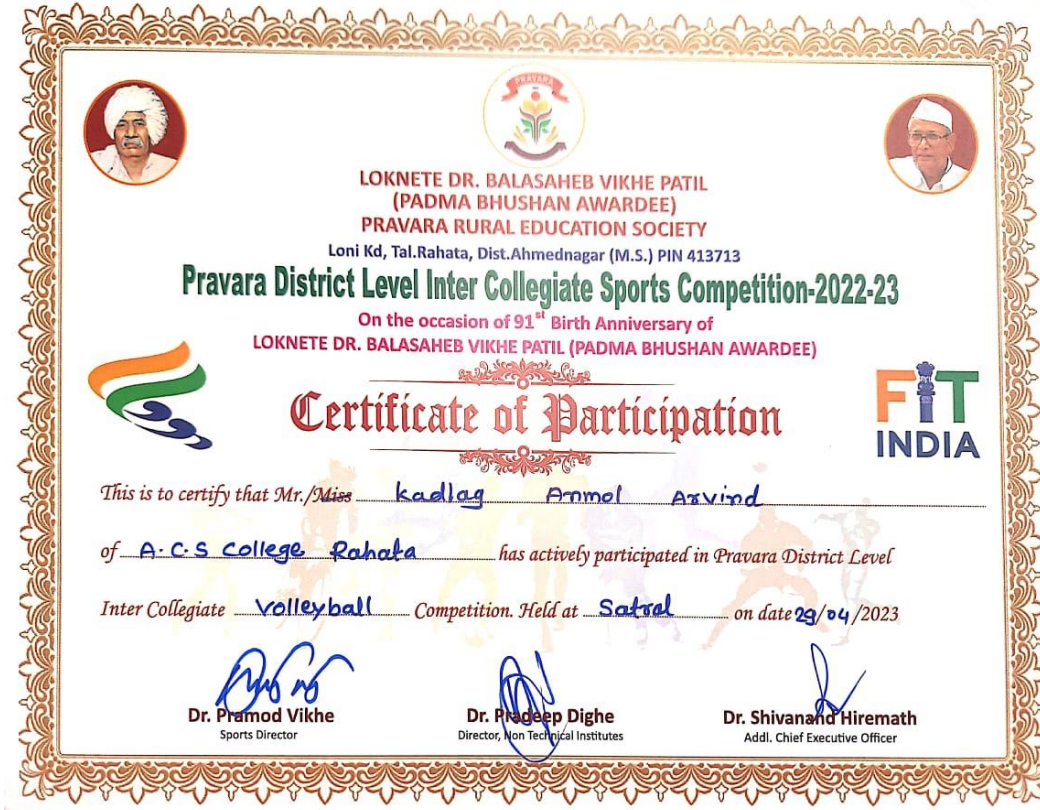 PRAVARA
LOKNETE DR. BALASAHEB VIKHE PATIL
(PADMA BHUSHAN AWARDEE)
PRAVARA RURAL EDUCATION SOCIETY
Loni Kd, Tal.Rahata, Dist.Ahmednagar (M.S.) PIN 413713
Pravara District Level Inter Collegiate Sports Competition-2022-23
On the occasion of 91st Birth Anniversary of
LOKNETE DR. BALASAHEB VIKHE PATIL (PADMA BHUSHAN AWARDEE)
Certificate of Participation
FIT
INDIA
This is to certify that Mr./Miss Kadlag Anmol Arvind
of A.C.S College Rahata has actively participated in Pravara District Level
Inter Collegiate Volleyball Competition. Held at Satral on date 29/04/2023
Dr. Pramod Vikhe
Sports Director
Dr. Pradeep Dighe
Director, Non Technical Institutes
Dr. Shivanand Hiremath
Addl. Chief Executive Officer